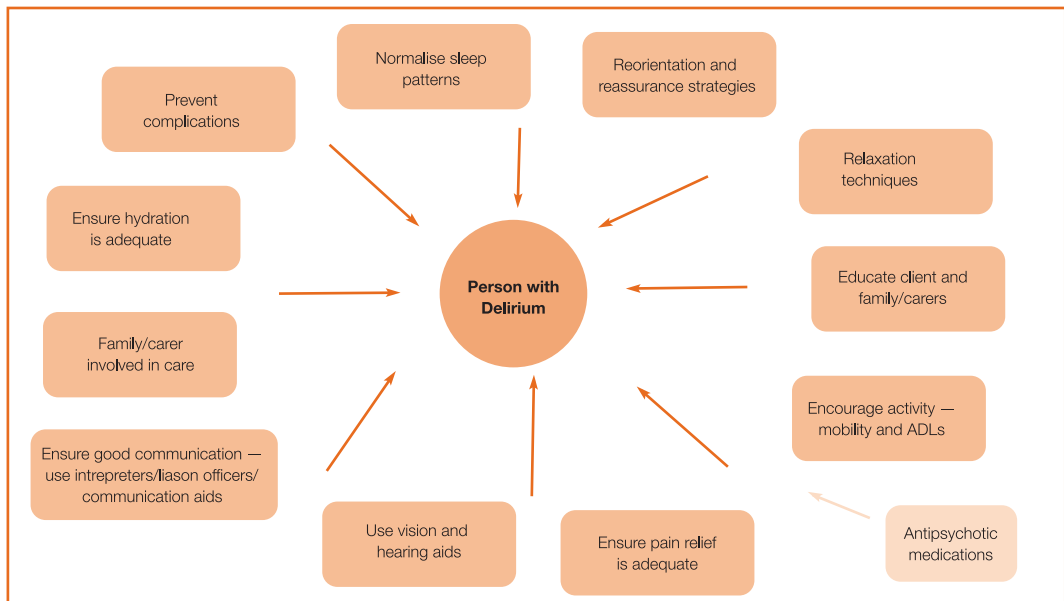 Normalise sleep
patterns
Reorientation and
reassurance strategies
Prevent
complications
Relaxation
techniques
Ensure hydration
is adequate
Person with
Delirium
Educate client and
family/carers
Family/carer
involved in care
Encourage activity —
mobility and ADLs
Ensure good communication —
use intrepreters/liason officers/
communication aids
Use vision and
hearing aids
Ensure pain relief
is adequate
Antipsychotic
medications